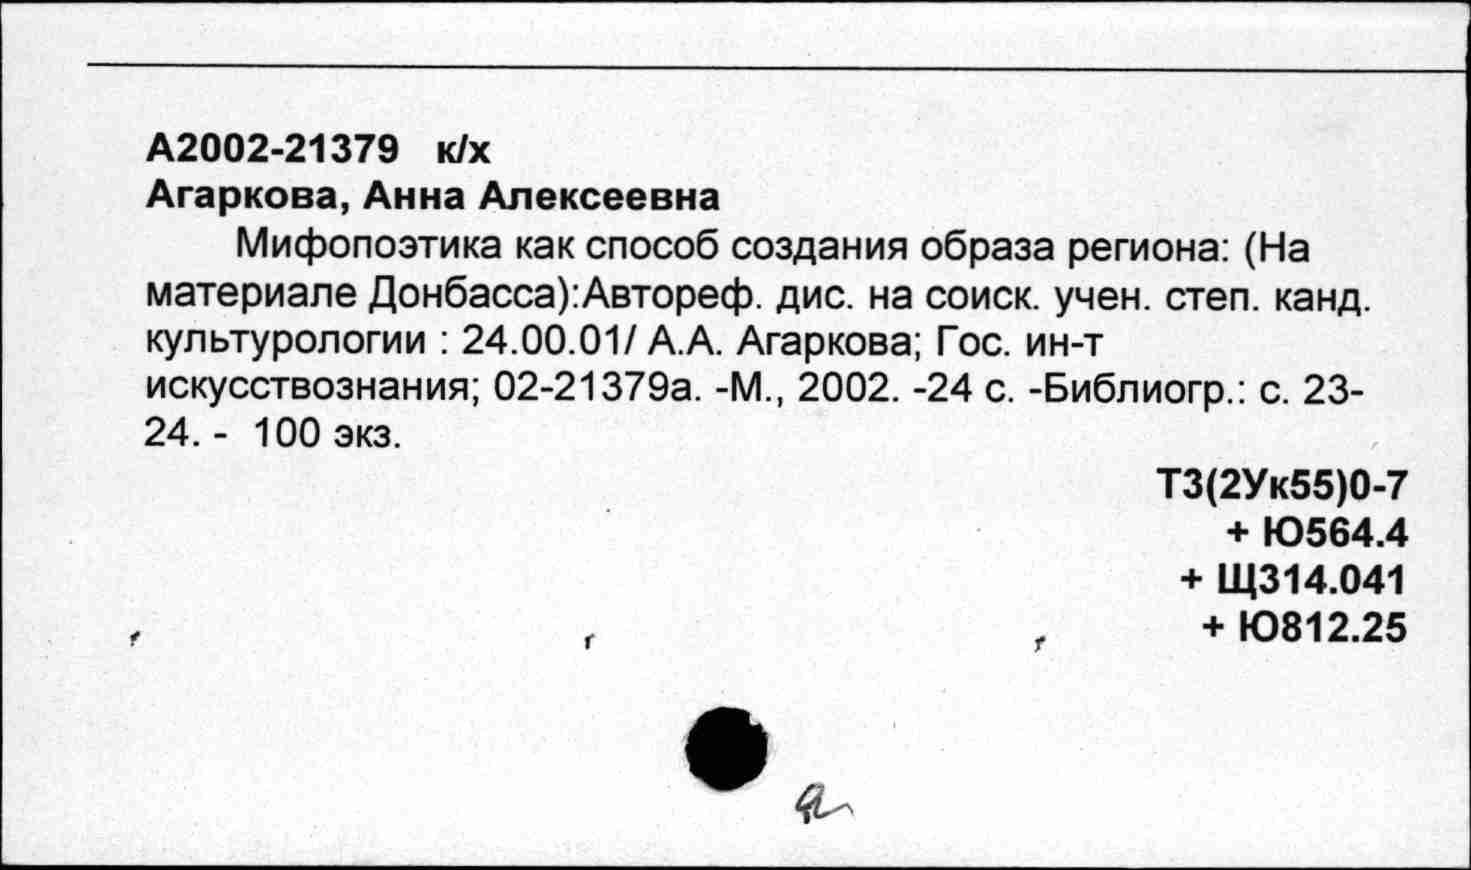 А2002-21379 к/х
Агаркова, Анна Алексеевна
Мифопоэтика как способ создания образа региона: (На
материале Донбасса):Автореф. дис. на соиск. учен. степ. канд.
культурологии : 24.00.01/ А.А. Агаркова; Гос. ин-т
искусствознания; 02-21379а. -М., 2002. -24 с. -Библиогр.: с. 23-
24. - 100 экз.
Т3(2Ук55)0-7
+ Ю564.4
+ Щ314.041
+ Ю812.25